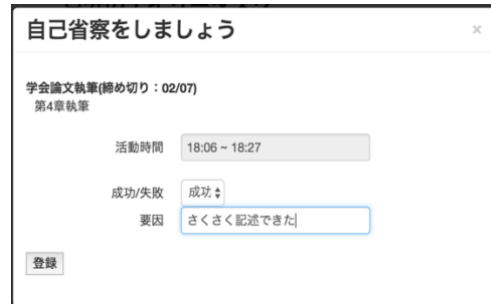 自己省察をしましょう
×
学会論文執筆(締め切り：02/07)
第4章執筆
活動時間 18:06 ~ 18:27
成功/失敗 成功
要因 さくさく記述できた
登録